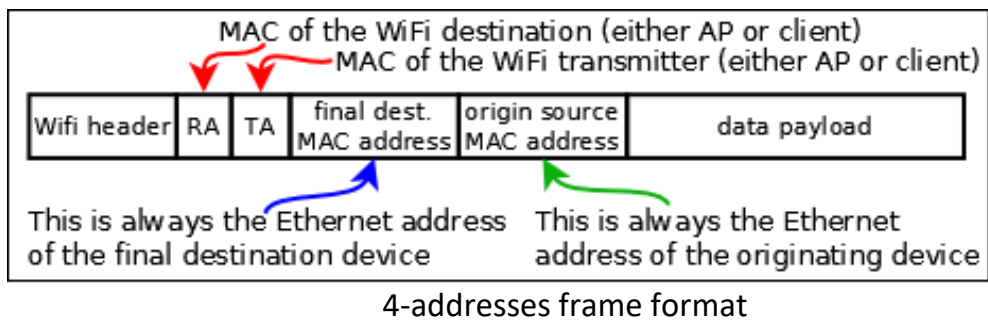 MAC of the WiFi destination (either AP or client)
MAC of the WiFi transmitter (either AP or client)
Wifi header RA TA final dest. MAC address origin source MAC address data payload
This is always the Ethernet address
of the final destination device
This is always the Ethernet
address of the originating device
4-addresses frame format